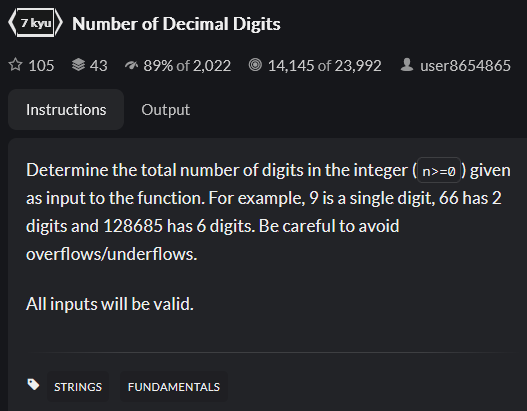 7 kyu Number of Decimal Digits
105 43 89% of 2,022 14,145 of 23,992 user8654865
Instructions Output
Determine the total number of digits in the integer (n>=0) given
as input to the function. For example, 9 is a single digit, 66 has 2
digits and 128685 has 6 digits. Be careful to avoid
overflows/underflows.
All inputs will be valid.
STRINGS FUNDAMENTALS